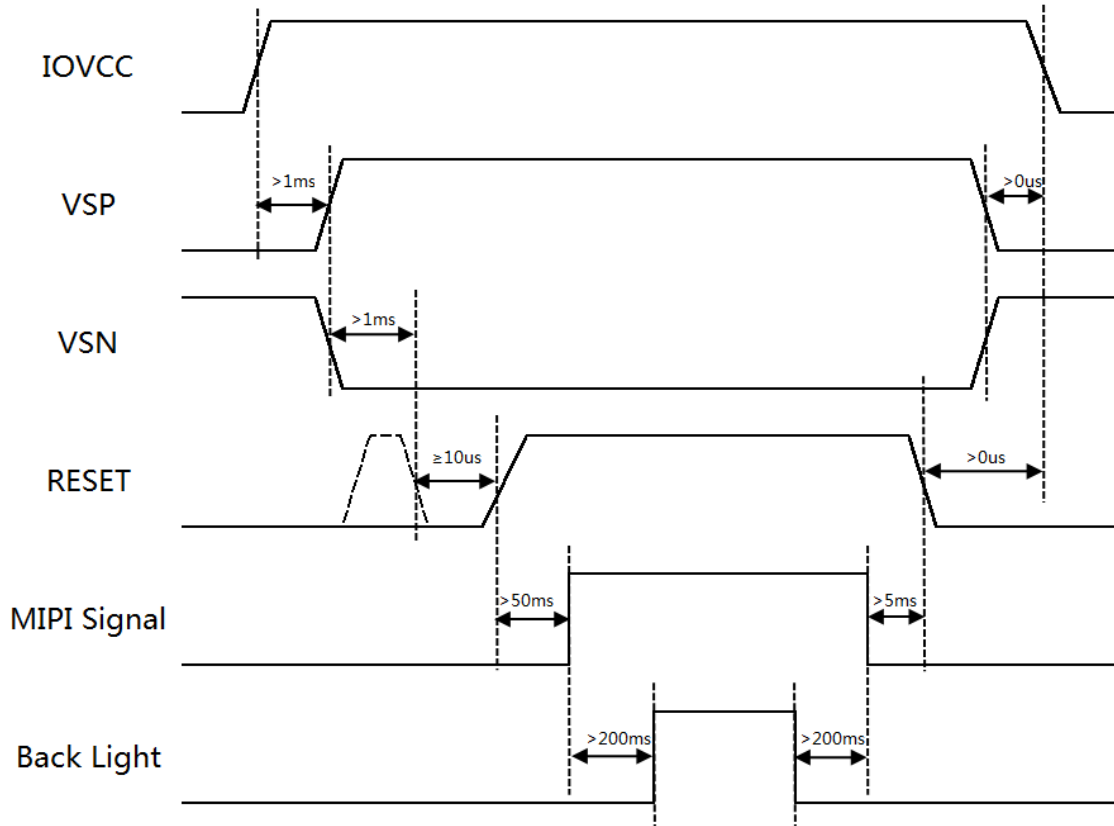 IOVCC
>1ms
>0us
VSP
>1ms
VSN
≥10us
>0us
RESET
>50ms
>5ms
MIPI Signal
>200ms
>200ms
Back Light